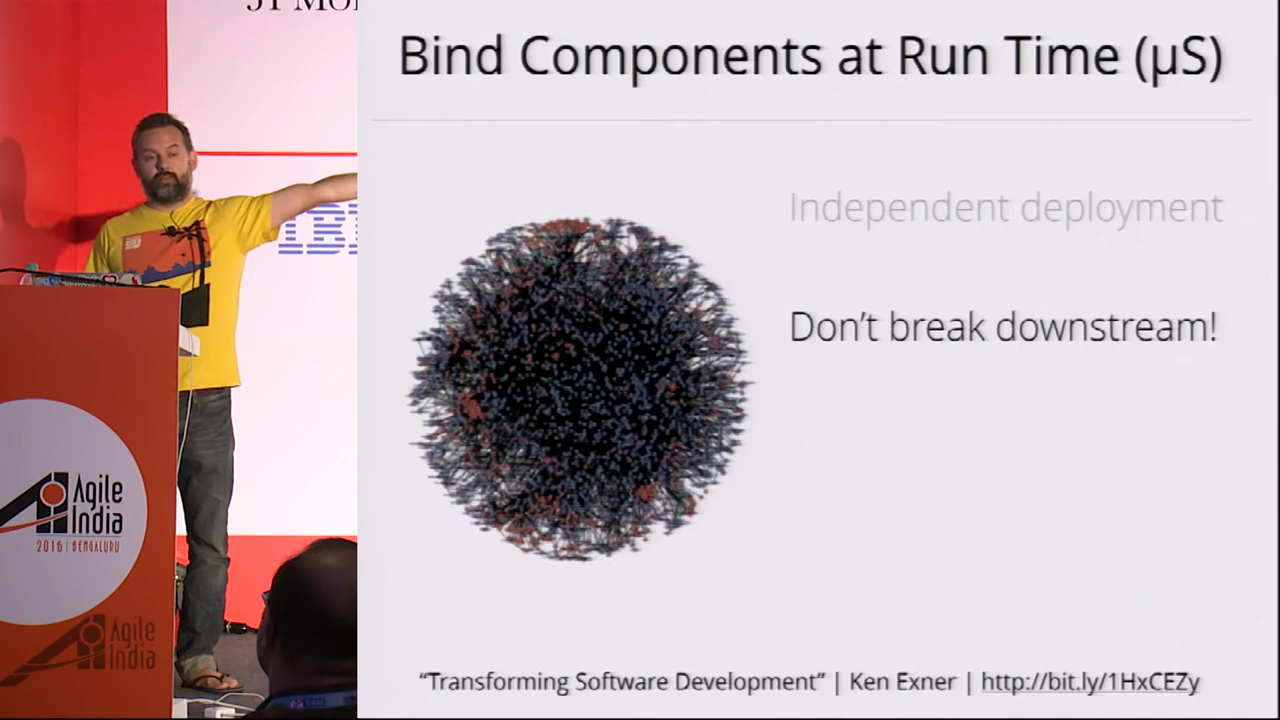 Bind Components at Run Time (µS)
Independent deployment
Don't break downstream!
"Transforming Software Development" | Ken Exner | http://bit.ly/1HxCEZy
Agile
India
2016 | BENGALURU
Agile
India